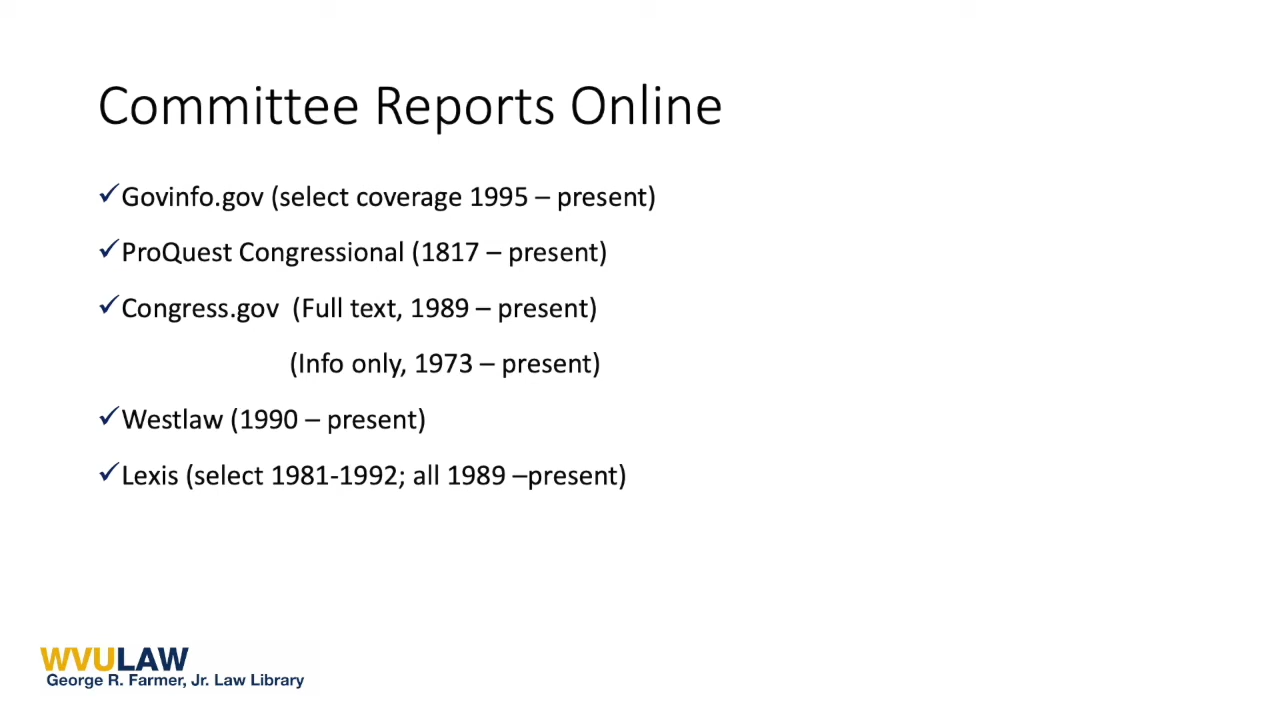 Committee Reports Online
✓Govinfo.gov (select coverage 1995 – present)
✓ProQuest Congressional (1817 – present)
✓Congress.gov (Full text, 1989 – present)
(Info only, 1973 – present)
✓Westlaw (1990 – present)
✓Lexis (select 1981-1992; all 1989 –present)
WVULAW
George R. Farmer, Jr. Law Library